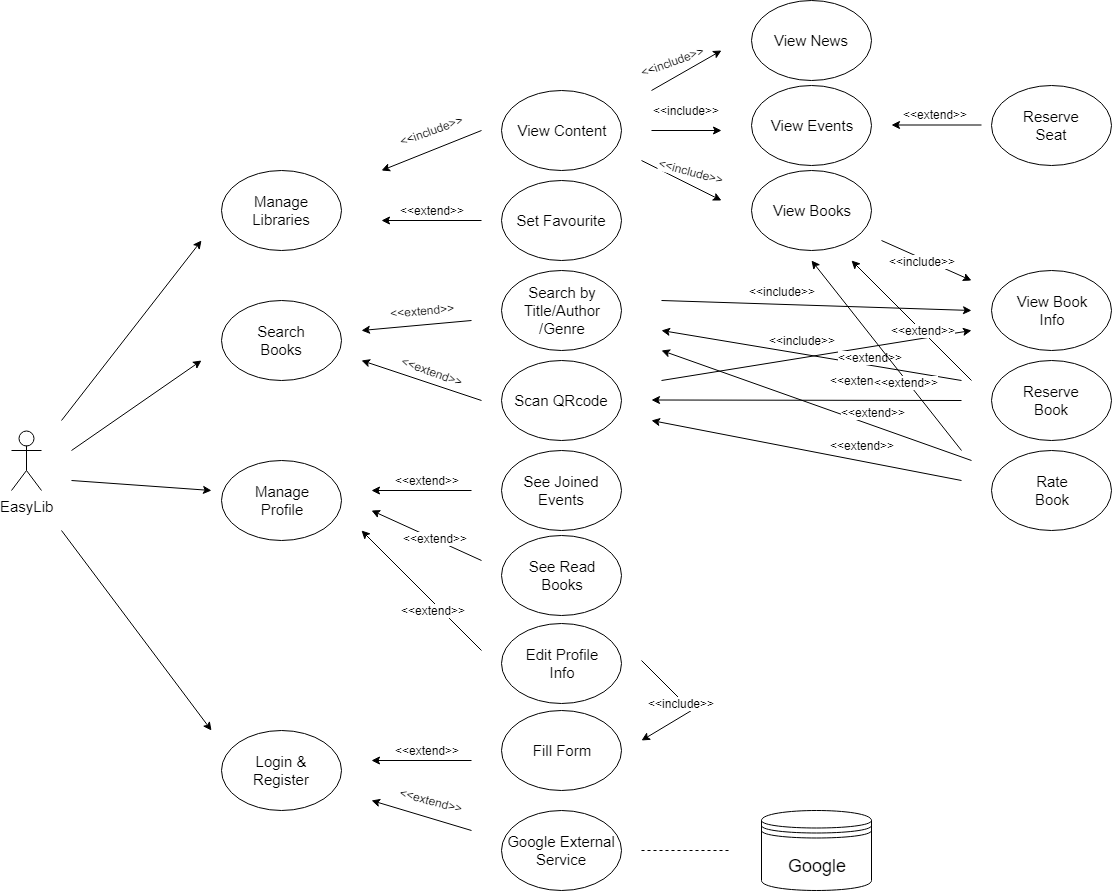 View News
<<include>>
<<include>>
View Events
<<extend>>
Reserve
Seat
<<include>>
View Content
<<include>>
View Books
Manage
Libraries
<<extend>>
Set Favourite
<<include>>
Search by
Title/Author
/Genre
<<include>>
View Book
Info
<<extend>>
Search
Books
<<extend>>
<<include>>
<<extend>>
<<extend>>
<<extend>>
<<extend>>
Scan QRcode
Reserve
Book
<<extend>>
<<extend>>
EasyLib
Manage
Profile
<<extend>>
See Joined
Events
Rate
Book
<<extend>>
See Read
Books
<<extend>>
Edit Profile
Info
<<include>>
Login &
Register
<<extend>>
Fill Form
<<extend>>
Google External
Service
Google